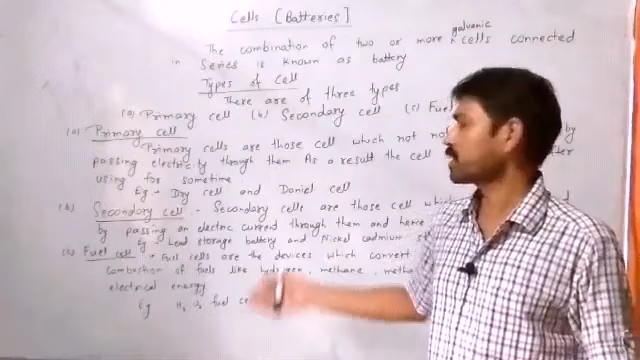 Cells [Batteries]
The combination of two or more galvanic cells connected
in Series is known as battery
Types of Cell
There are of three types
(a) Primary cell (b) Secondary cell (c) Fuel
(a) Primary cell
Primary cells are those cell which not by
passing electricity through them As a result the cell
using for sometime
Eg - Dry cell and Daniel cell
(b) Secondary cell - Secondary cells are those cell
by passing an electric current through them and hence
Eg - Lead storage battery and Nickel cadmium
Fuel cell - Fuel cells are the devices which convert
combustion of fuels like hydrogen, methane,
electrical energy
Eg H₂ O₂ fuel